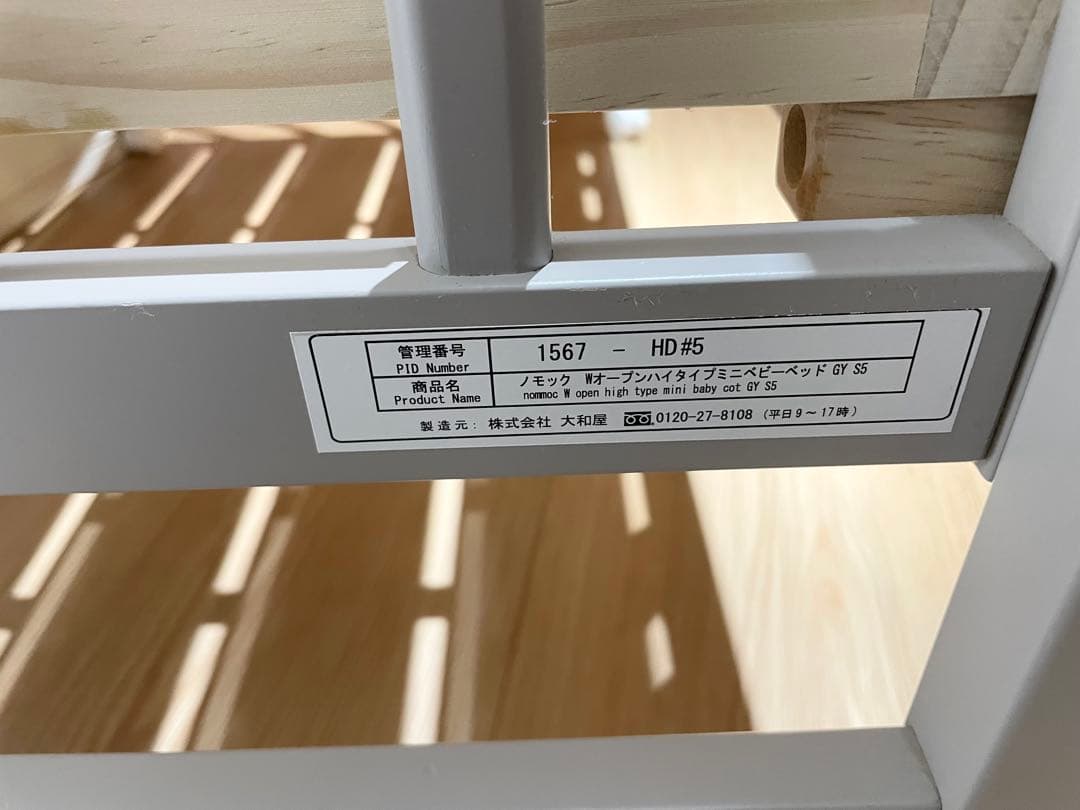 管理番号
PID Number
1567 - HD#5
商品名
Product Name
ノモック Wオープンハイタイプミニベビーベッド GY S5
nommoc W open high type mini baby cot GY S5
製造元: 株式会社 大和屋 0120-27-8108 (平日9～17時)